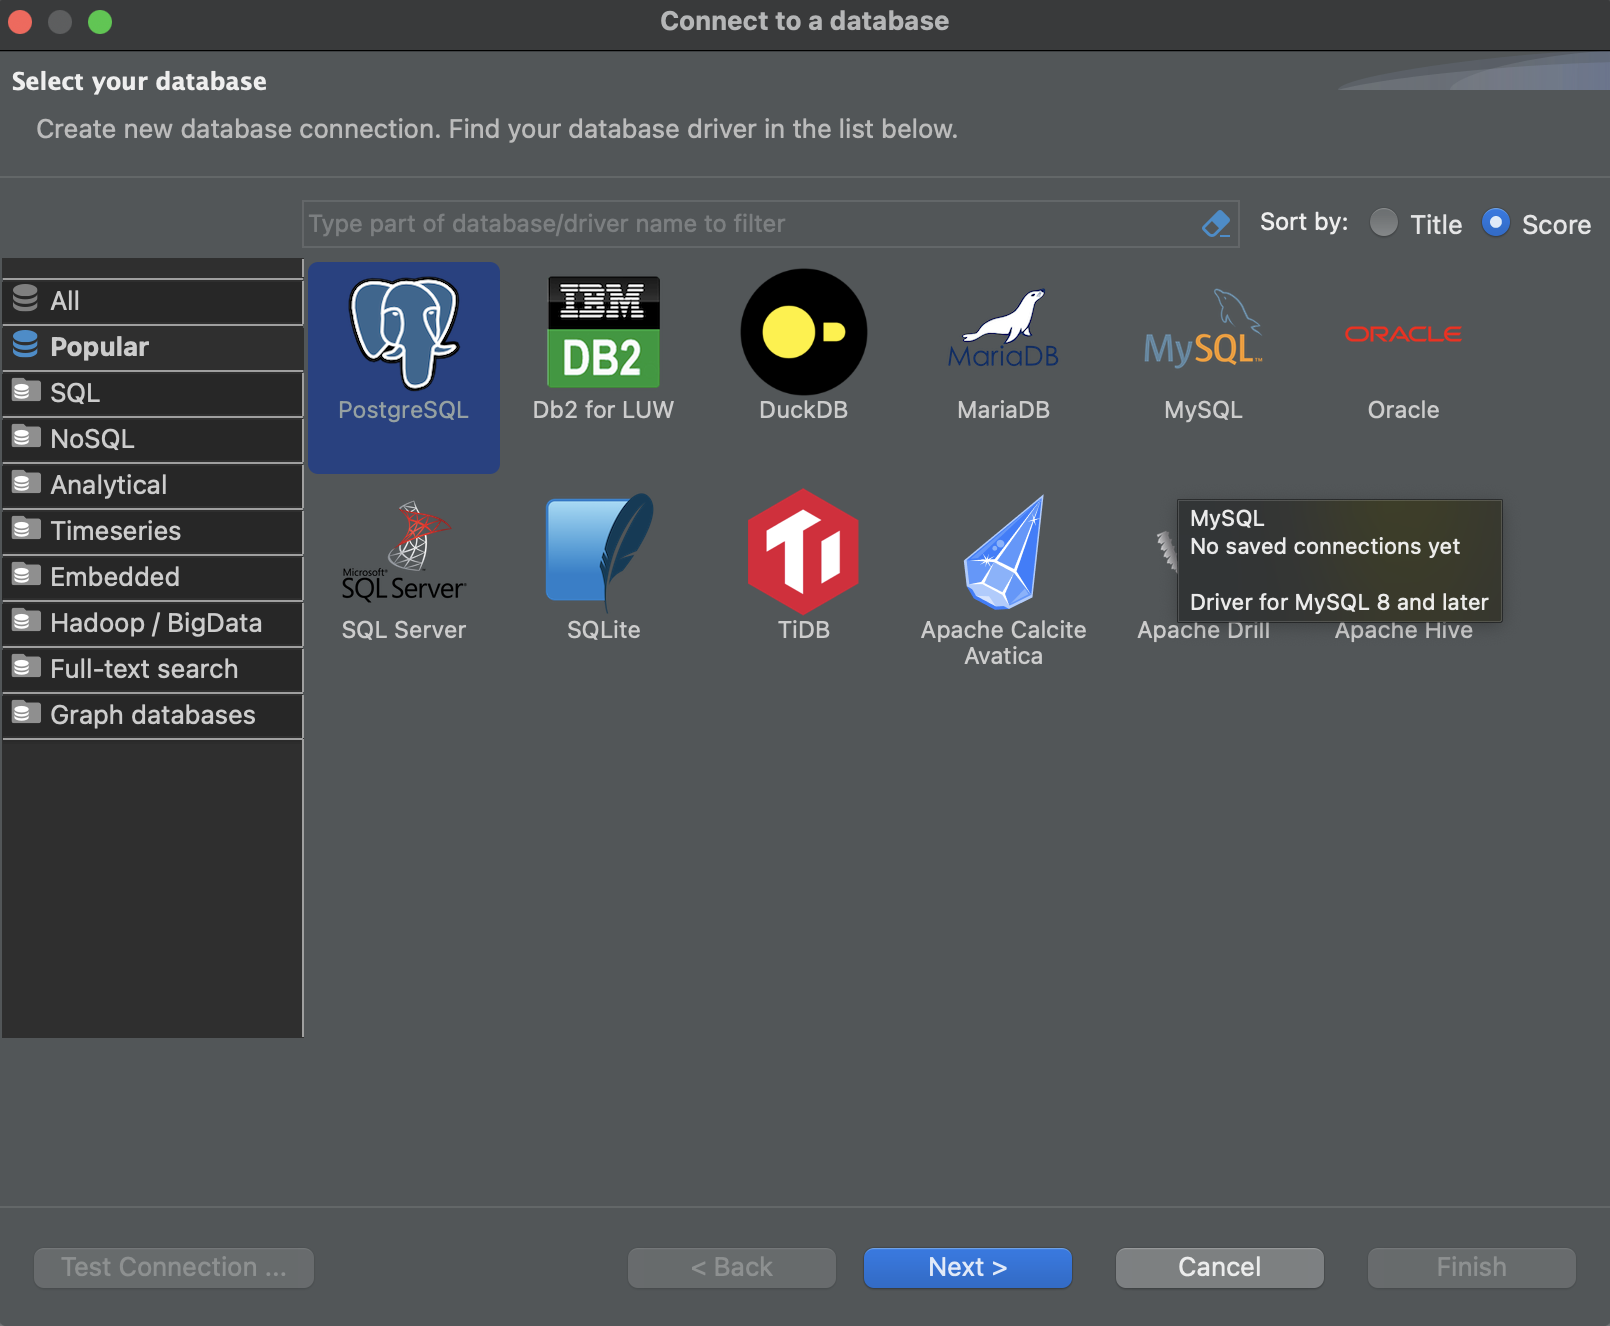 Connect to a database
Select your database
Create new database connection. Find your database driver in the list below.
Type part of database/driver name to filter
Sort by: Title Score
All
Popular
SQL
NoSQL
Analytical
Timeseries
Embedded
Hadoop / BigData
Full-text search
Graph databases
PostgreSQL
IBM
DB2
Db2 for LUW
DuckDB
MariaDB
MariaDB
MySQL™
MySQL
ORACLE
Oracle
Microsoft®
SQL Server®
SQL Server
SQLite
TiDB
Apache Calcite
Avatica
Apache Drill
Apache Hive
MySQL
No saved connections yet
Driver for MySQL 8 and later
Test Connection ...
< Back
Next >
Cancel
Finish